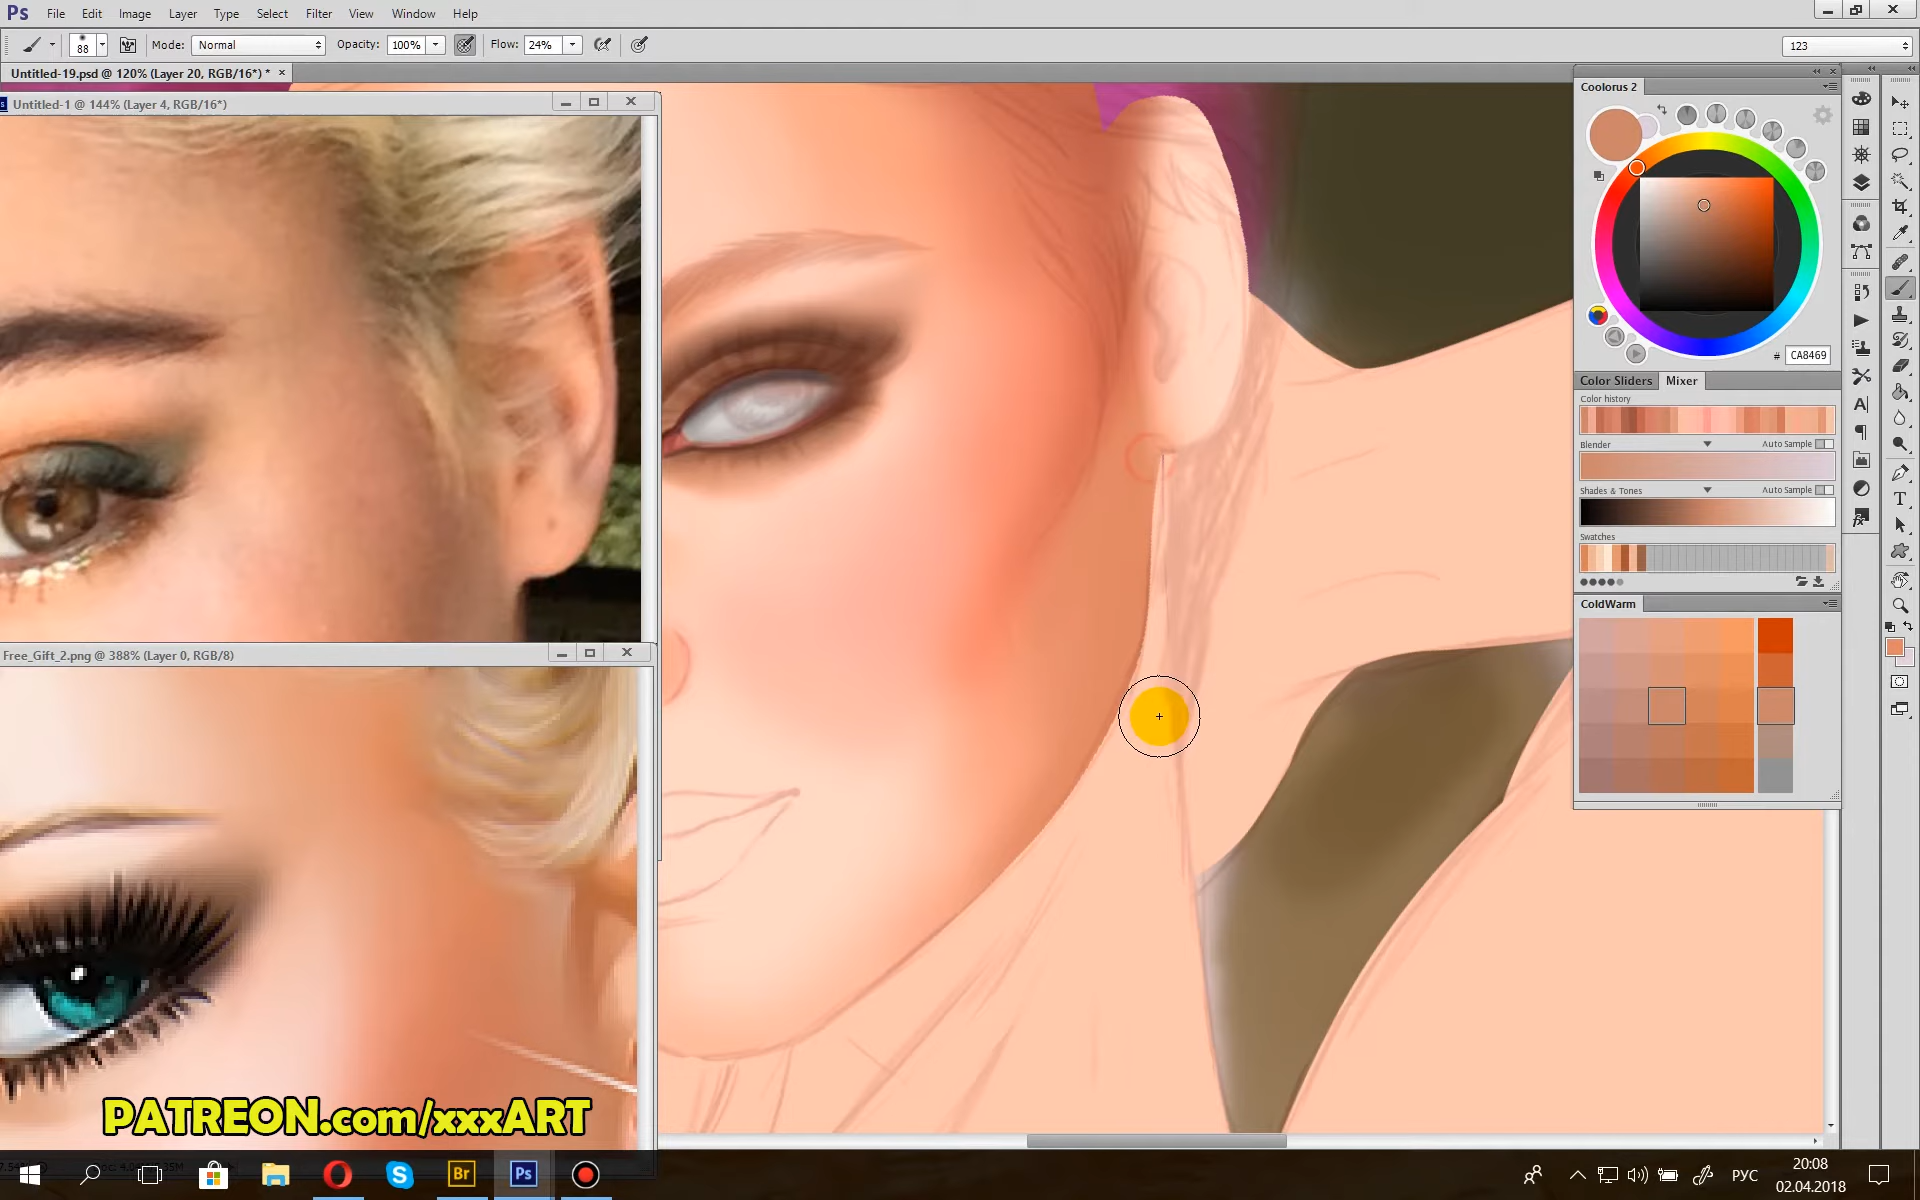 Ps File Edit Image Layer Type Select Filter 3D View Window Help
88 Mode: Normal Opacity: 100% Flow: 24% 123
Untitled-19.psd @ 120% (Layer 20, RGB/16*) *
Untitled-1 @ 144% (Layer 4, RGB/16*)
Coolorus 2
# CA8469
Color Sliders Mixer
Color history
Blender Auto Sample
Shades & Tones Auto Sample
Swatches
ColdWarm
Free_Gift_2.png @ 388% (Layer 0, RGB/8)
PATREON.com/xxxART
Br Ps
РУС
20:08
02.04.2018